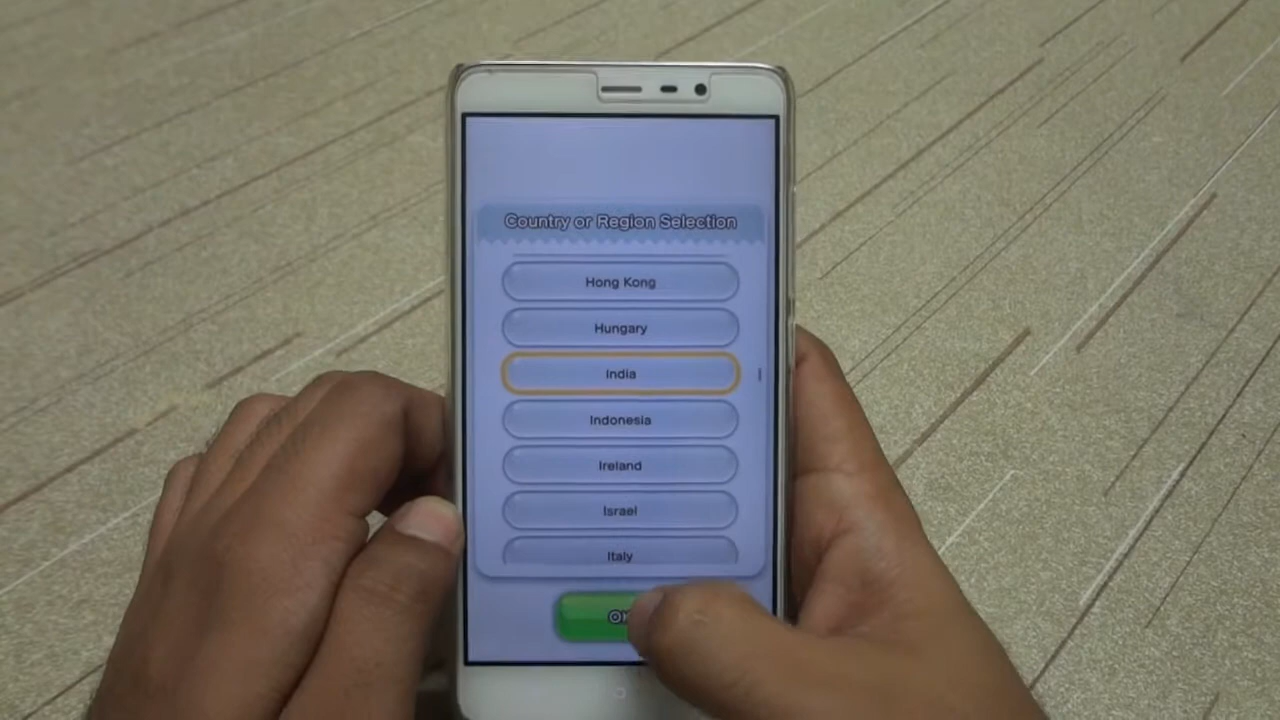 Country or Region Selection
Hong Kong
Hungary
India
Indonesia
Ireland
Israel
Italy